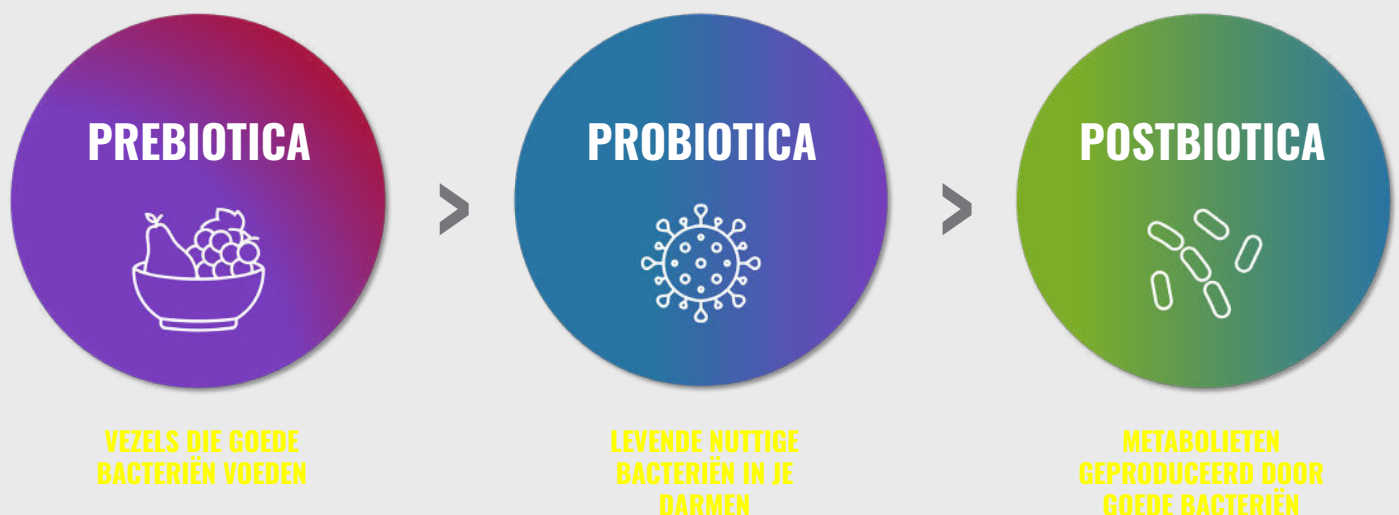 PREBIOTICA
>
PROBIOTICA
>
POSTBIOTICA
VEZELS DIE GOEDE
BACTERIËN VOEDEN
LEVENDE NUTTIGE
BACTERIËN IN JE
DARMEN
METABOLIETEN
GEPRODUCEERD DOOR
GOEDE BACTERIËN